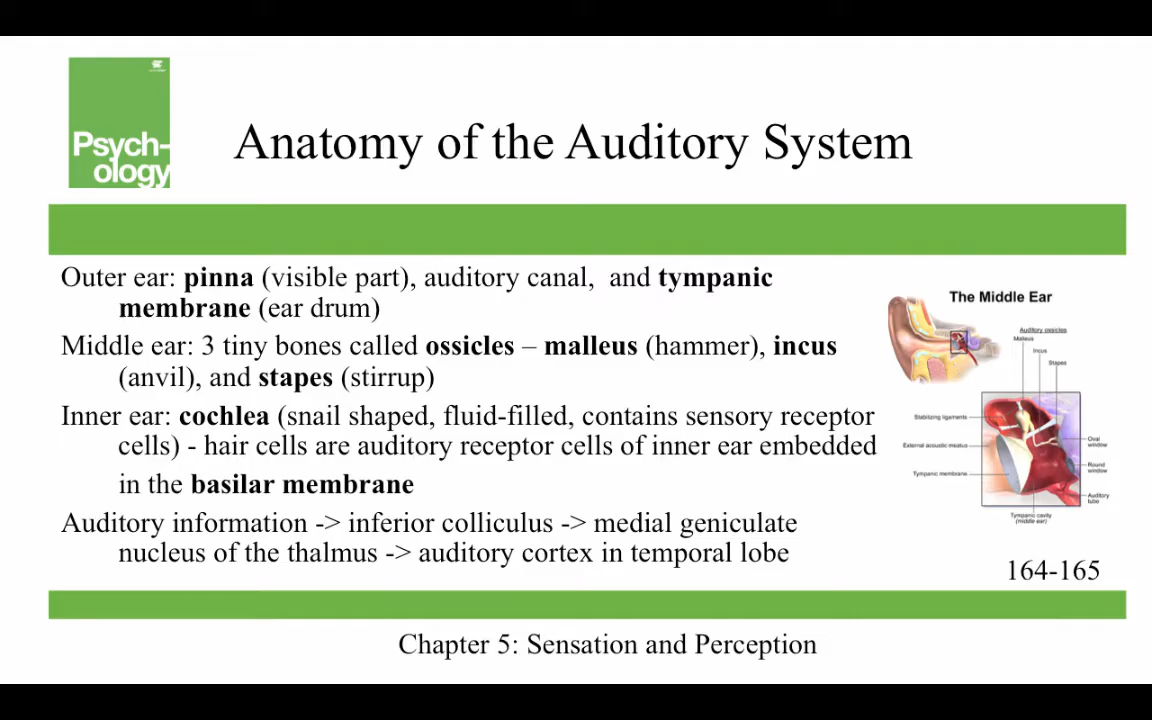 Psych-
ology
Anatomy of the Auditory System
Outer ear: pinna (visible part), auditory canal, and tympanic
membrane (ear drum)
Middle ear: 3 tiny bones called ossicles – malleus (hammer), incus
(anvil), and stapes (stirrup)
Inner ear: cochlea (snail shaped, fluid-filled, contains sensory receptor
cells) - hair cells are auditory receptor cells of inner ear embedded
in the basilar membrane
Auditory information -> inferior colliculus -> medial geniculate
nucleus of the thalmus -> auditory cortex in temporal lobe
The Middle Ear
Auditory ossicles
Malleus
Incus
Stapes
Stabilizing ligaments
External acoustic meatus
Tympanic membrane
Oval
window
Round
window
Auditory
tube
Tympanic cavity
(middle ear)
164-165
Chapter 5: Sensation and Perception